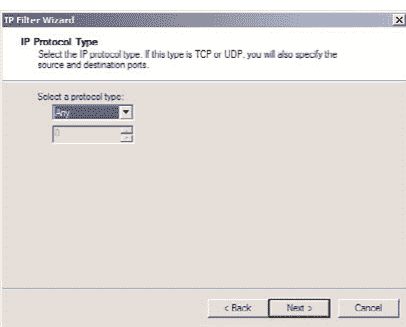 IP Filter Wizard
IP Protocol Type
Select the IP protocol type. If this type is TCP or UDP, you will also specify the
source and destination ports.
Select a protocol type:
Any
0
< Back
Next >
Cancel